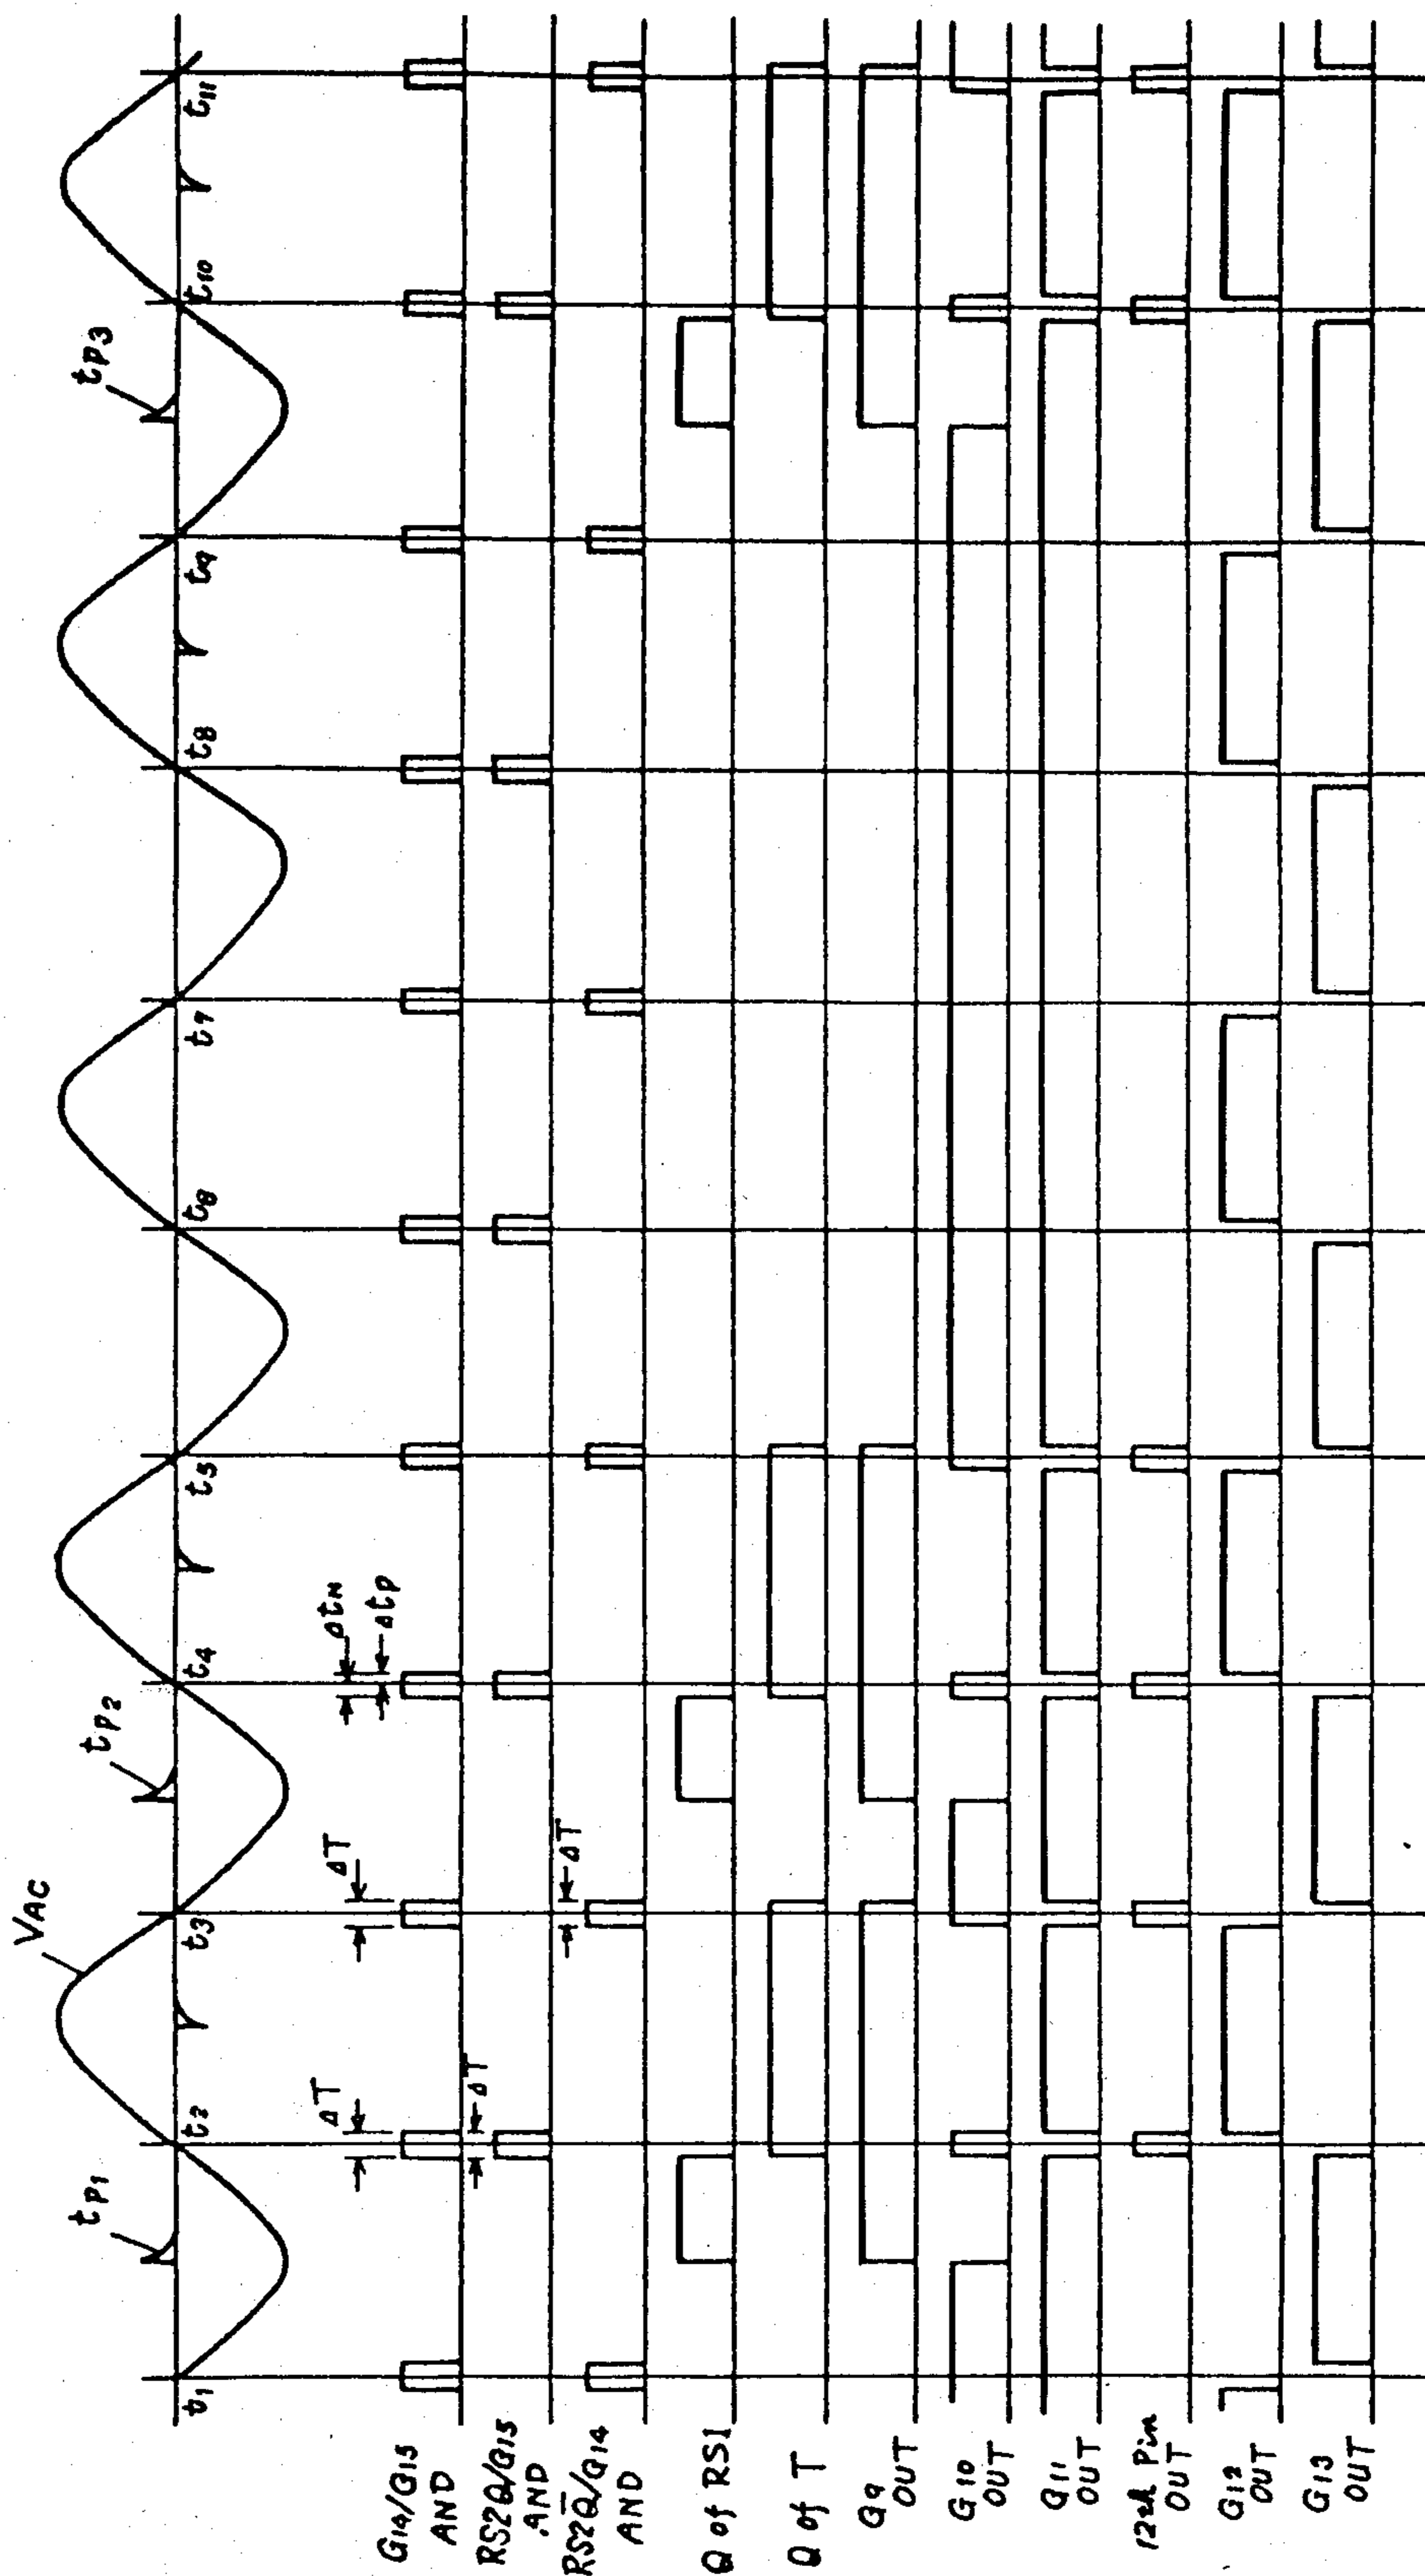 VAC
tP1
tP2
tP3
t1
t2
t3
t4
t5
t6
t7
t8
t9
t10
t11
ΔT
ΔT
ΔtN
ΔtP
ΔT
ΔT
G14/G15
AND
RS2Q/G15
AND
RS2Q̄/G14
AND
Q of RS1
Q of T
G9
OUT
G10
OUT
G11
OUT
12th Pin
OUT
G12
OUT
G13
OUT